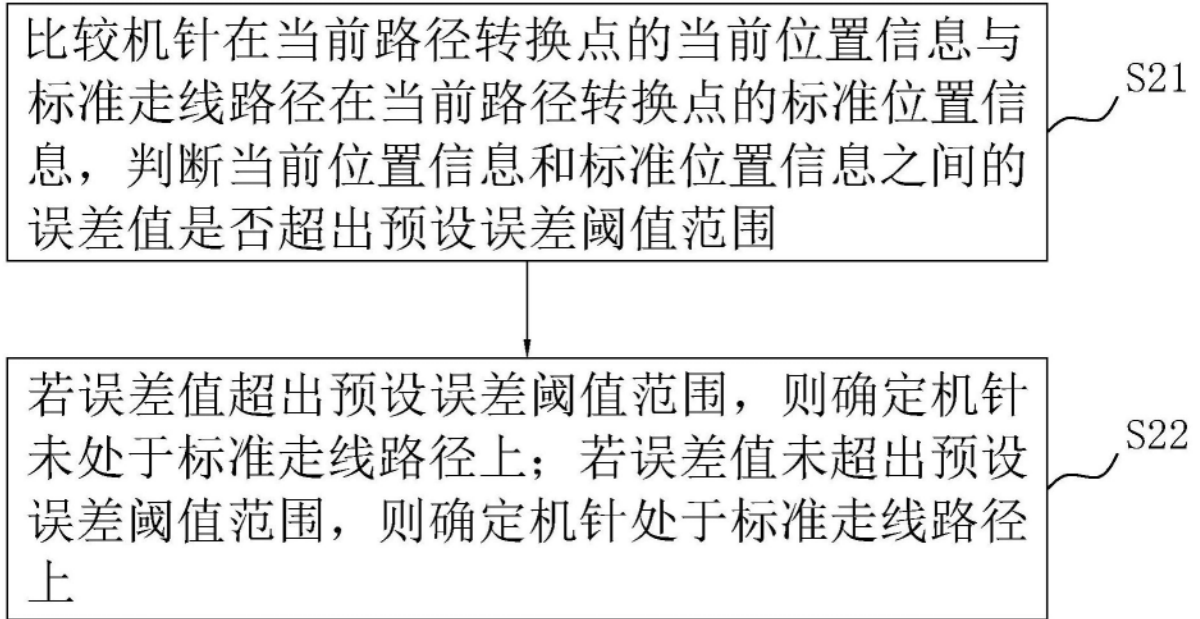 比较机针在当前路径转换点的当前位置信息与
标准走线路径在当前路径转换点的标准位置信
息，判断当前位置信息和标准位置信息之间的
误差值是否超出预设误差阈值范围
S21
若误差值超出预设误差阈值范围，则确定机针
未处于标准走线路径上；若误差值未超出预设
误差阈值范围，则确定机针处于标准走线路径
上
S22